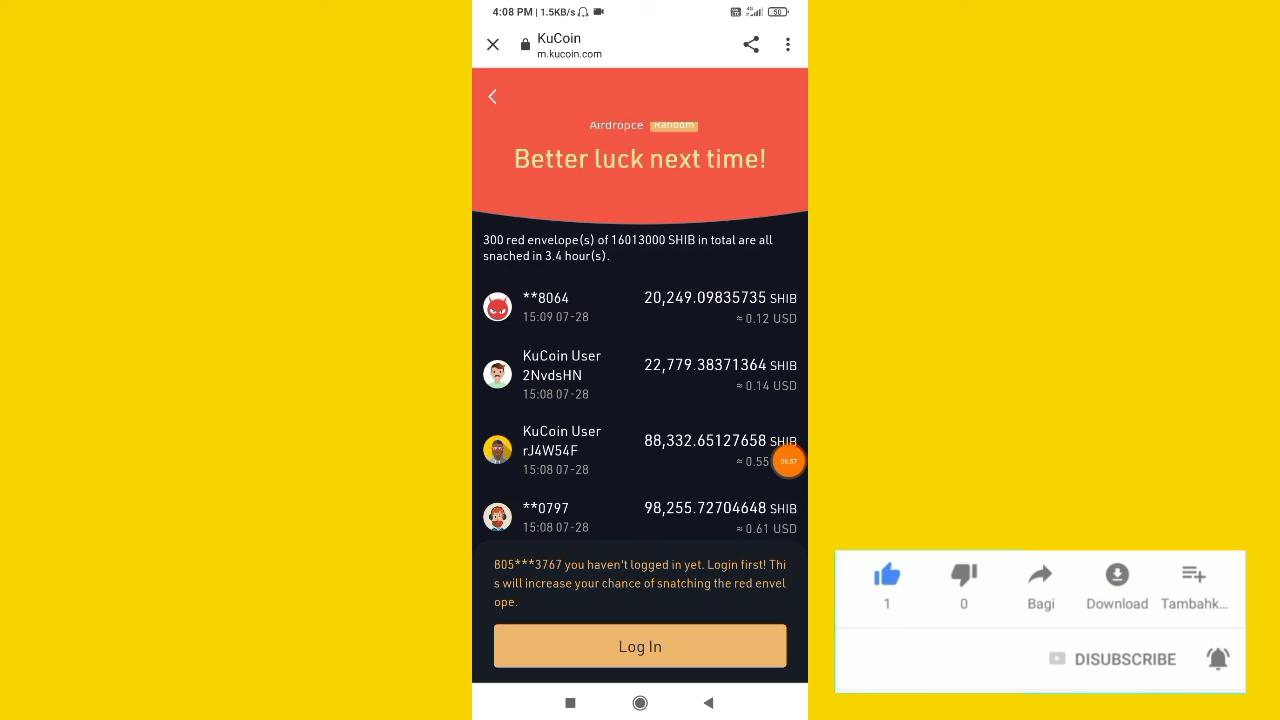 4:08 PM | 1.5KB/s
4G
50
KuCoin
m.kucoin.com
Airdropce Random
Better luck next time!
300 red envelope(s) of 16013000 SHIB in total are all
snached in 3.4 hour(s).
**8064
20,249.09835735 SHIB
15:09 07-28
≈ 0.12 USD
KuCoin User
2NvdsHN
22,779.38371364 SHIB
15:08 07-28
≈ 0.14 USD
KuCoin User
rJ4W54F
88,332.65127658 SHIB
15:08 07-28
≈ 0.55
06:57
**0797
98,255.72704648 SHIB
15:08 07-28
≈ 0.61 USD
805***3767 you haven't logged in yet. Login first! Thi
s will increase your chance of snatching the red envel
ope.
Log In
1
0
Bagi
Download
Tambahk...
DISUBSCRIBE